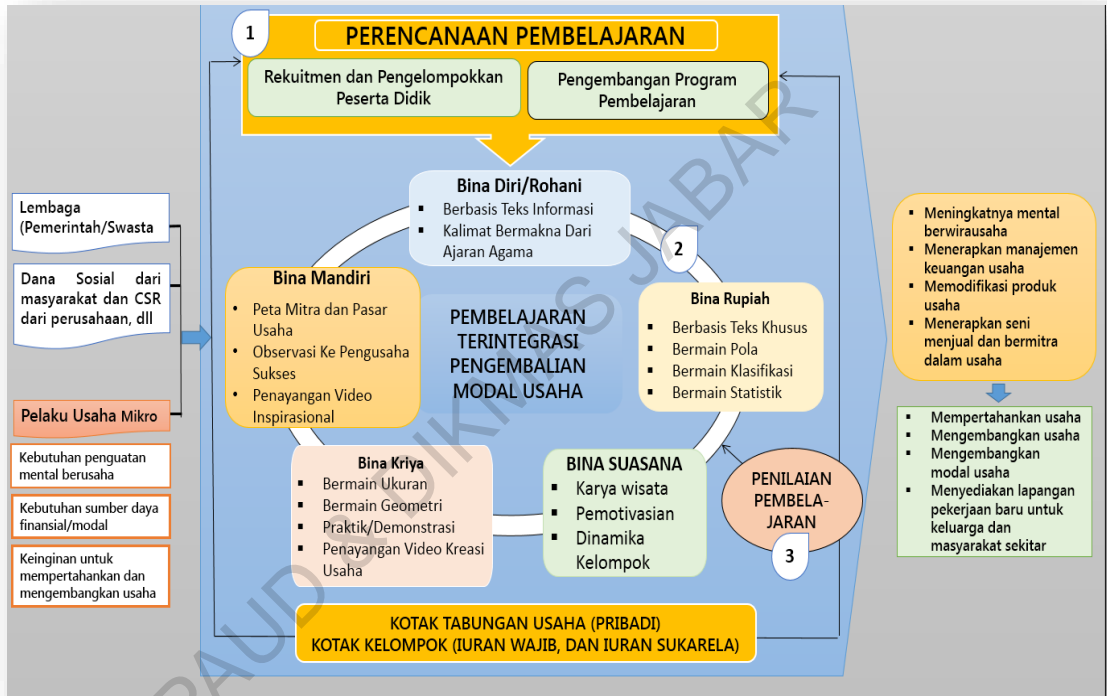 1
PERENCANAAN PEMBELAJARAN
Rekuitmen dan Pengelompokkan
Peserta Didik
Pengembangan Program
Pembelajaran
Lembaga
(Pemerintah/Swasta
Dana Sosial dari
masyarakat dan CSR
dari perusahaan, dll
Pelaku Usaha Mikro
Kebutuhan penguatan
mental berusaha
Kebutuhan sumber daya
finansial/modal
Keinginan untuk
mempertahankan dan
mengembangkan usaha
Bina Diri/Rohani
▪ Berbasis Teks Informasi
▪ Kalimat Bermakna Dari
Ajaran Agama
2
Bina Mandiri
• Peta Mitra dan Pasar
Usaha
• Observasi Ke Pengusaha
Sukses
• Penayangan Video
Inspirasional
PEMBELAJARAN
TERINTEGRASI
PENGEMBALIAN
MODAL USAHA
Bina Rupiah
▪ Berbasis Teks Khusus
▪ Bermain Pola
▪ Bermain Klasifikasi
▪ Bermain Statistik
Bina Kriya
▪ Bermain Ukuran
▪ Bermain Geometri
▪ Praktik/Demonstrasi
▪ Penayangan Video Kreasi
Usaha
BINA SUASANA
▪ Karya wisata
▪ Pemotivasian
▪ Dinamika
Kelompok
PENILAIAN
PEMBELA-
JARAN
3
KOTAK TABUNGAN USAHA (PRIBADI)
KOTAK KELOMPOK (IURAN WAJIB, DAN IURAN SUKARELA)
▪ Meningkatnya mental
berwirausaha
▪ Menerapkan manajemen
keuangan usaha
▪ Memodifikasi produk
usaha
▪ Menerapkan seni
menjual dan bermitra
dalam usaha
▪ Mempertahankan usaha
▪ Mengembangkan usaha
▪ Mengembangkan
modal usaha
▪ Menyediakan lapangan
pekerjaan baru untuk
keluarga dan
masyarakat sekitar
PAUD & DIKMAS JABAR